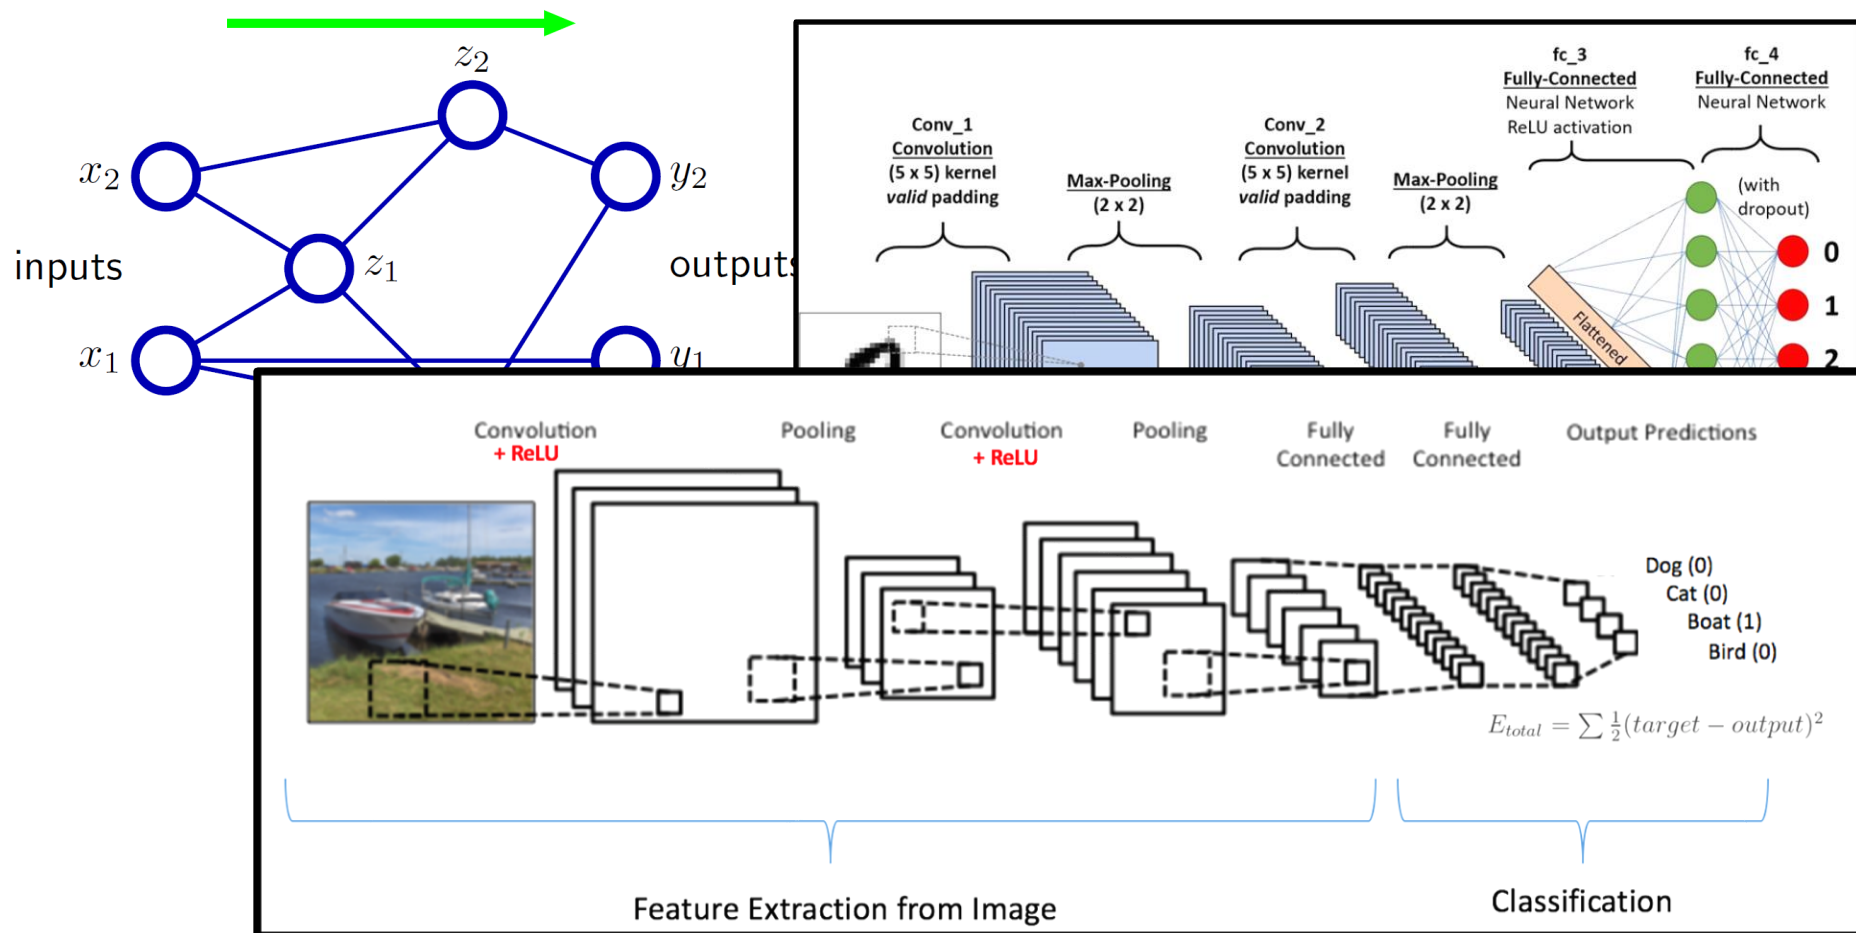 z₂
x₂
y₂
inputs
z₁
outputs
x₁
y₁
fc_3
Fully-Connected
Neural Network
ReLU activation
fc_4
Fully-Connected
Neural Network
Conv_1
Convolution
(5 x 5) kernel
valid padding
Max-Pooling
(2 x 2)
Conv_2
Convolution
(5 x 5) kernel
valid padding
Max-Pooling
(2 x 2)
(with
dropout)
0
1
2
Flattened
Convolution
+ ReLU
Pooling
Convolution
+ ReLU
Pooling
Fully
Connected
Fully
Connected
Output Predictions
Dog (0)
Cat (0)
Boat (1)
Bird (0)
E_total = ∑ ½(target − output)²
Feature Extraction from Image
Classification